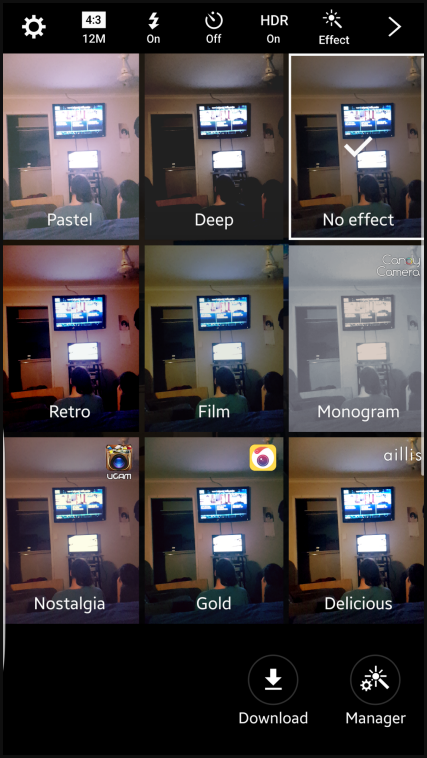 4:3
12M
On
Off
HDR
On
Effect
Pastel
Deep
No effect
Candy
Camera
Retro
Film
Monogram
UCAM
aillis
Nostalgia
Gold
Delicious
Download
Manager